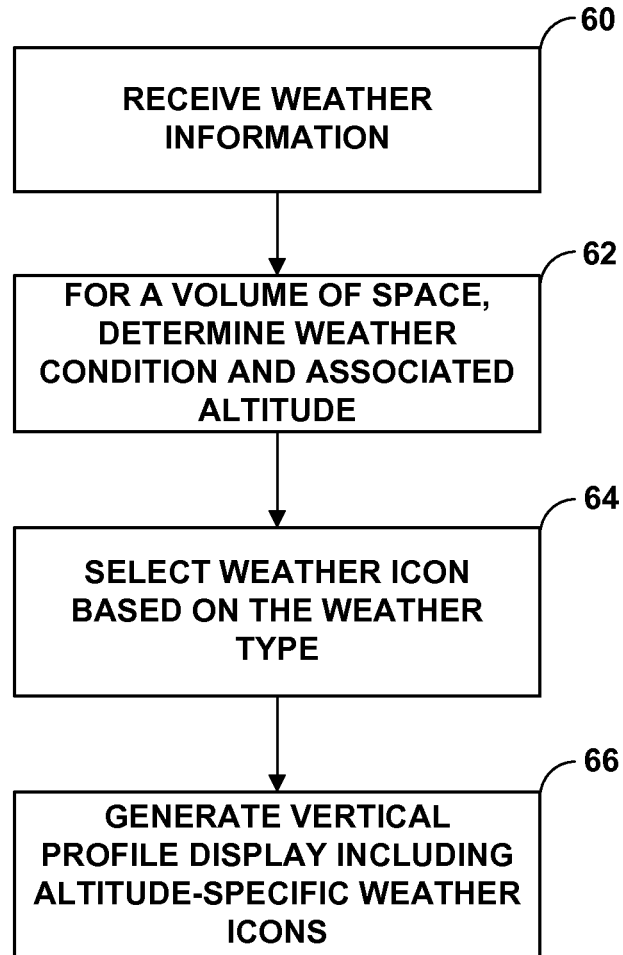 60
RECEIVE WEATHER
INFORMATION
62
FOR A VOLUME OF SPACE,
DETERMINE WEATHER
CONDITION AND ASSOCIATED
ALTITUDE
64
SELECT WEATHER ICON
BASED ON THE WEATHER
TYPE
66
GENERATE VERTICAL
PROFILE DISPLAY INCLUDING
ALTITUDE-SPECIFIC WEATHER
ICONS